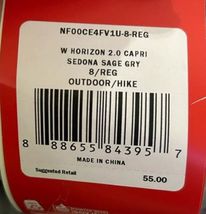 NF00CE4FV1U-8-REG
W HORIZON 2.0 CAPRI
SEDONA SAGE GRY
8/REG
OUTDOOR/HIKE
8 88655 84395 7
MADE IN CHINA
Suggested Retail
55.00